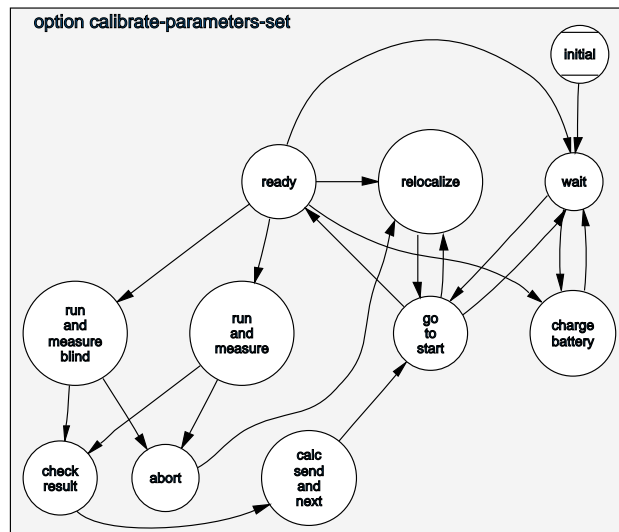 option calibrate-parameters-set
initial
ready
relocalize
wait
run
and
measure
blind
run
and
measure
go
to
start
charge
battery
check
result
abort
calc
send
and
next